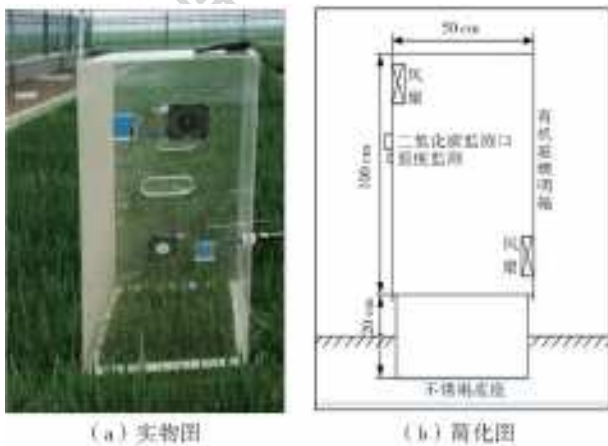 50 cm
风
扇
二氧化碳监测口
温度监测
100 cm
有机玻璃明箱
风
扇
20 cm
不锈钢底座
(a)实物图
(b)简化图